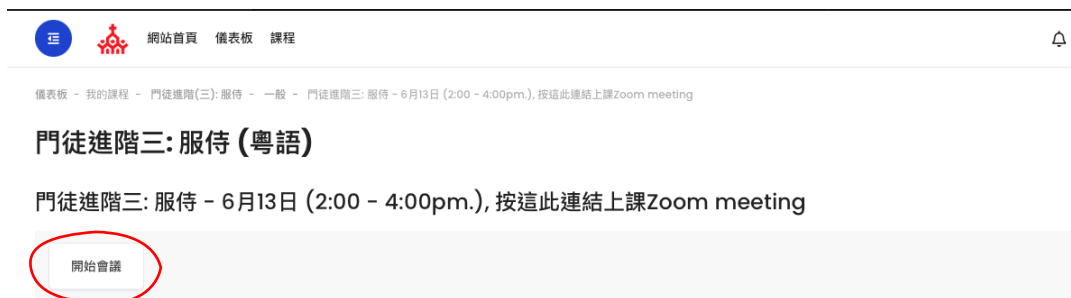 網站首頁 儀表板 課程
儀表板 - 我的課程 - 門徒進階(三): 服侍 - 一般 - 門徒進階三: 服侍 - 6月13日 (2:00 - 4:00pm.), 按這此連結上課Zoom meeting
門徒進階三: 服侍 (粵語)
門徒進階三: 服侍 - 6月13日 (2:00 - 4:00pm.), 按這此連結上課Zoom meeting
開始會議